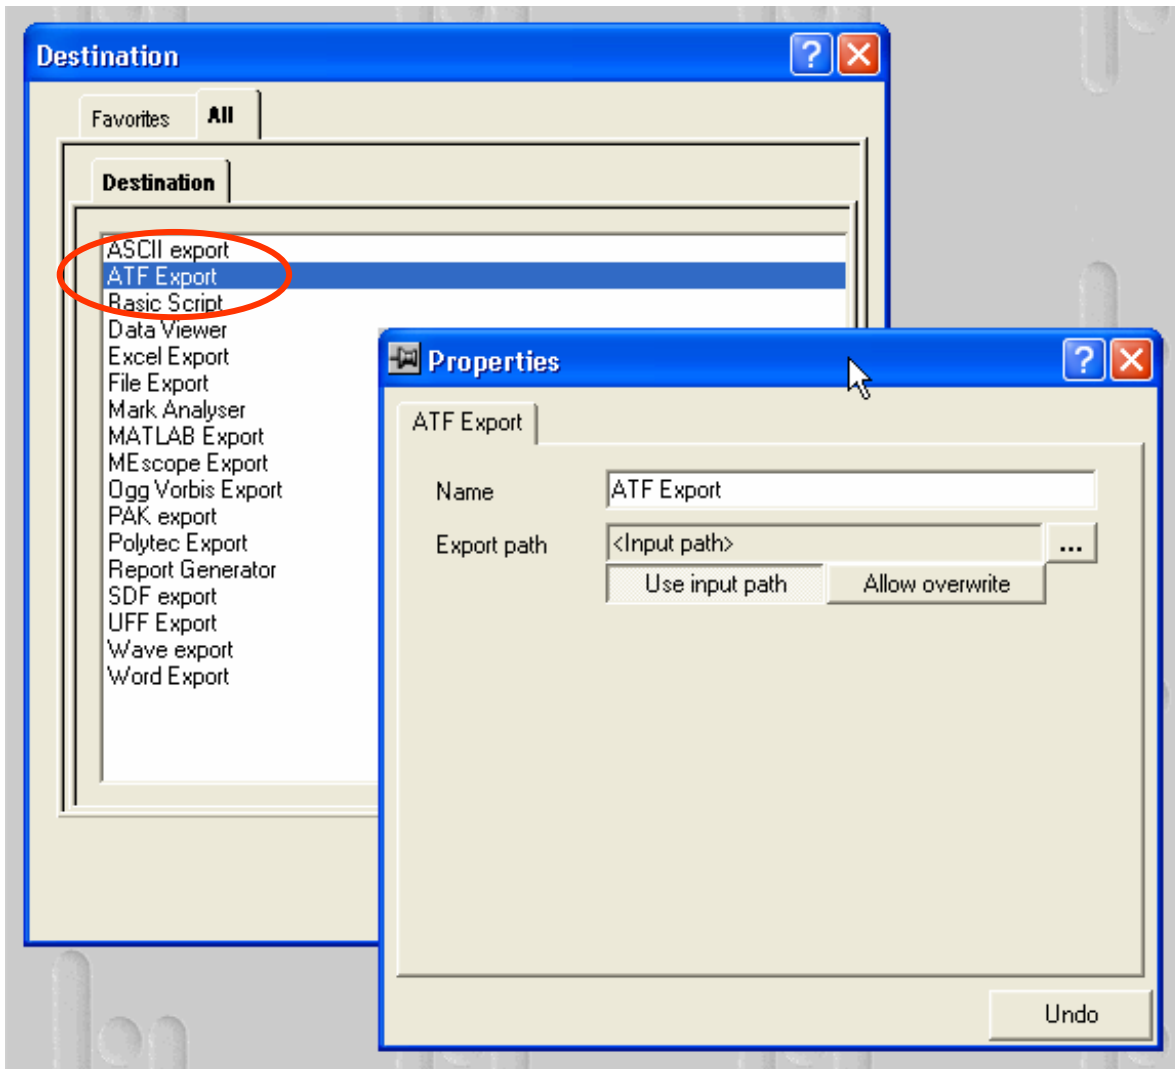 Destination
Favorites All
Destination
ASCII export
ATF Export
Basic Script
Data Viewer
Excel Export
File Export
Mark Analyser
MATLAB Export
MEscope Export
Ogg Vorbis Export
PAK export
Polytec Export
Report Generator
SDF export
UFF Export
Wave export
Word Export
Properties
ATF Export
Name ATF Export
Export path <Input path> ...
Use input path Allow overwrite
Undo